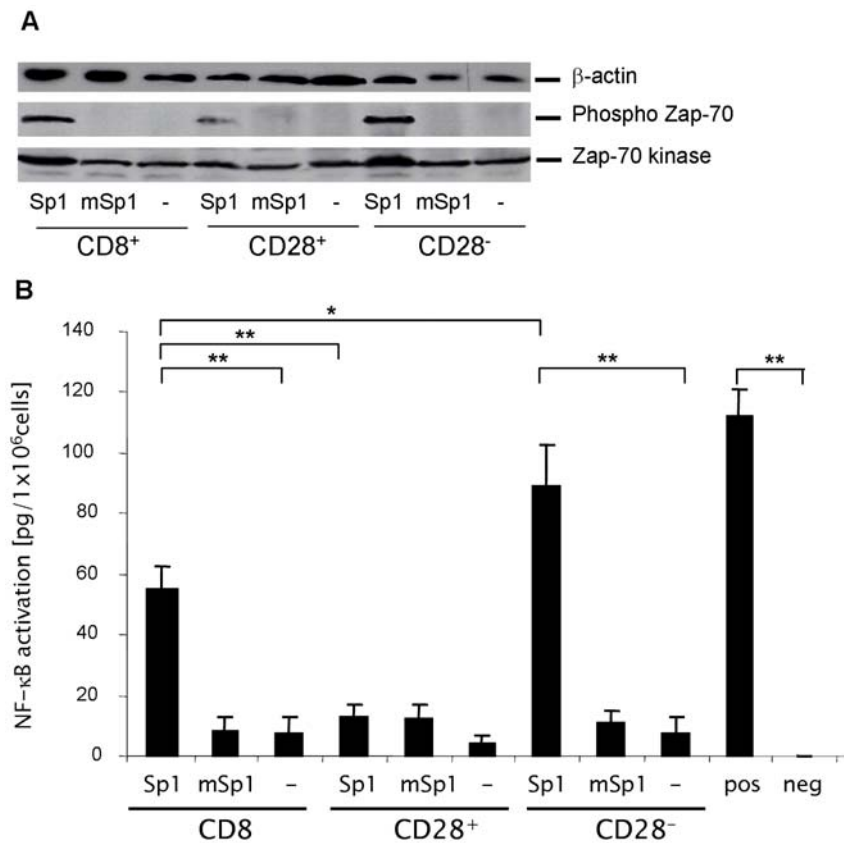 A
β-actin
Phospho Zap-70
Zap-70 kinase
Sp1 mSp1 - Sp1 mSp1 - Sp1 mSp1 -
CD8⁺ CD28⁺ CD28⁻
B
* 
**
**
**
**
NF-κB activation [pg/1x10⁶cells]
140
120
100
80
60
40
20
0
Sp1 mSp1 – Sp1 mSp1 – Sp1 mSp1 – pos neg
CD8 CD28⁺ CD28⁻